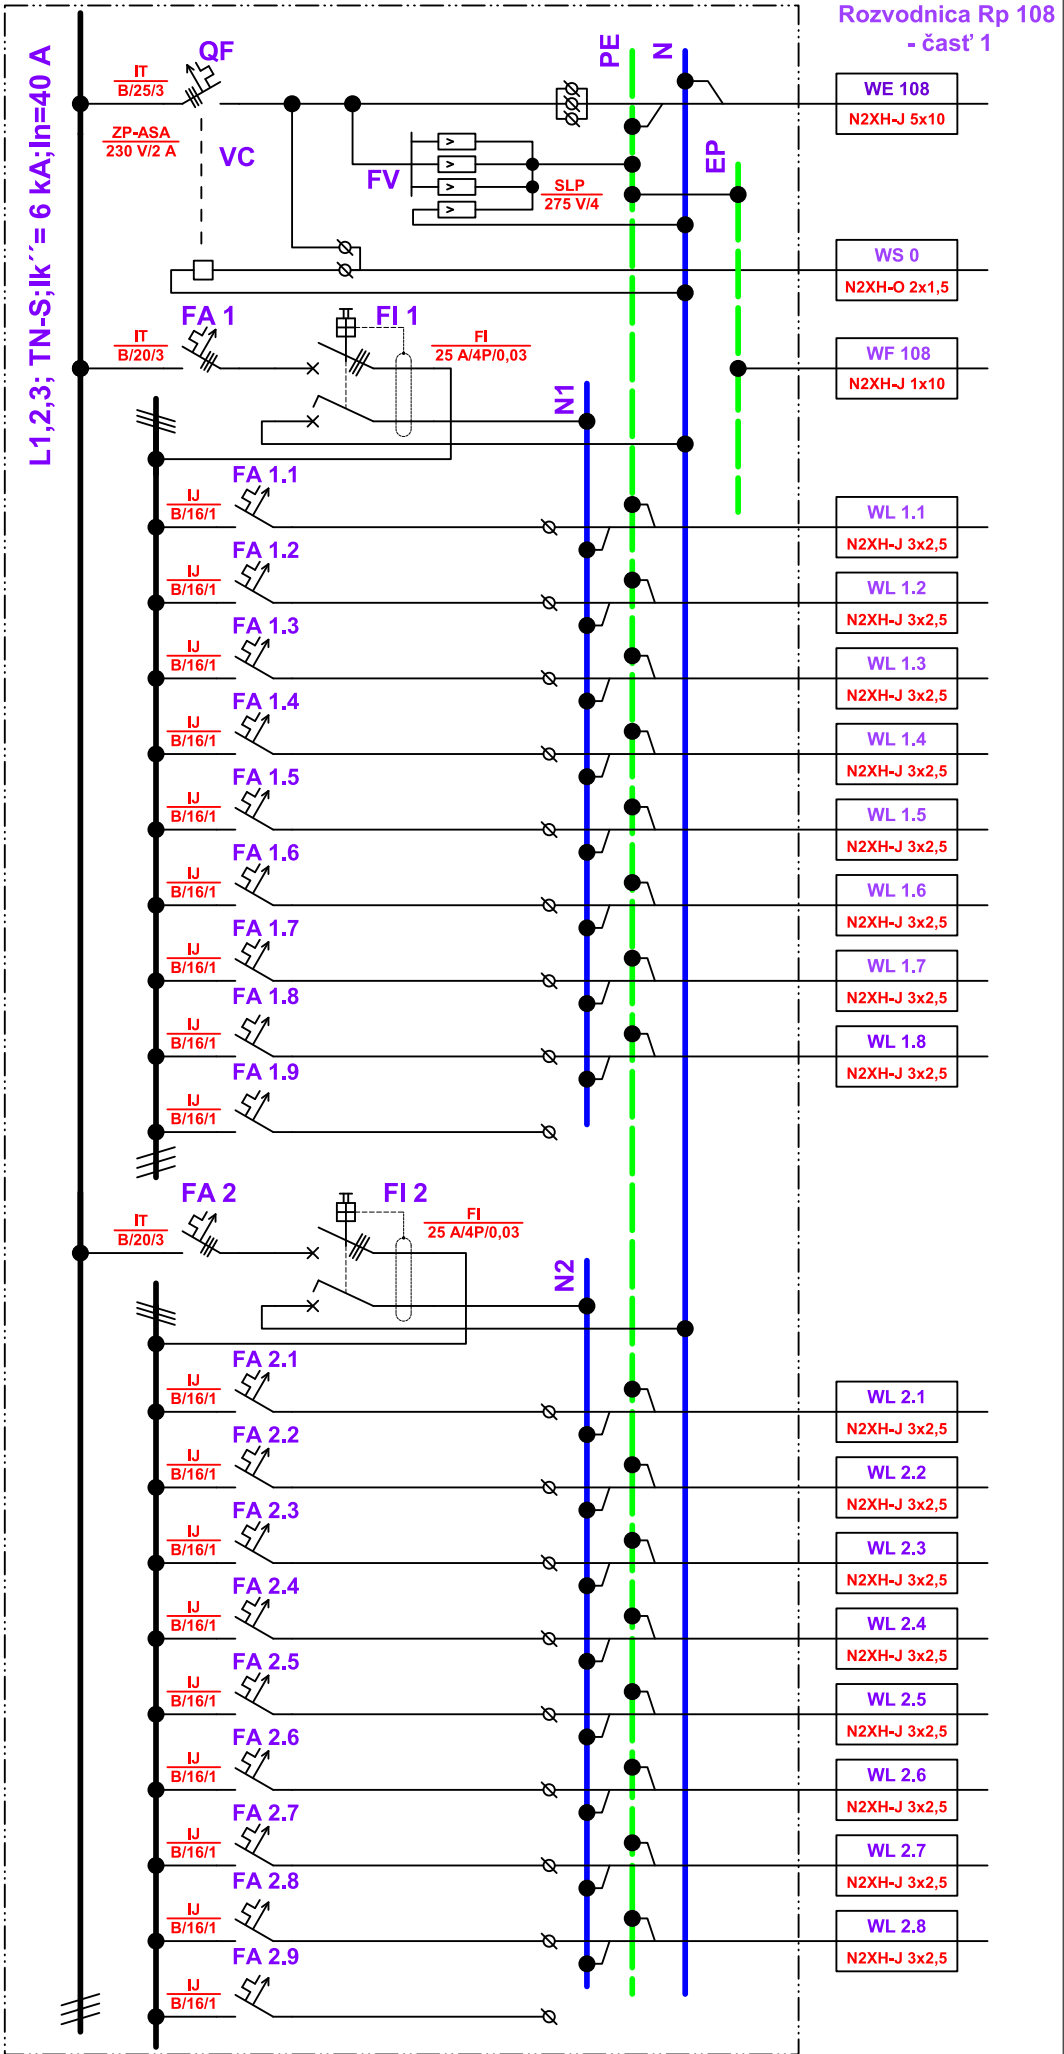 Rozvodnica Rp 108
- časť 1
L1,2,3; TN-S;Ik´´= 6 kA;In=40 A
QF
IT
B/25/3
ZP-ASA
230 V/2 A
VC
FV
>
>
>
>
SLP
275 V/4
PE
N
EP
WE 108
N2XH-J 5x10
WS 0
N2XH-O 2x1,5
FA 1
IT
B/20/3
FI 1
FI
25 A/4P/0,03
WF 108
N2XH-J 1x10
N1
FA 1.1
IJ
B/16/1
WL 1.1
N2XH-J 3x2,5
FA 1.2
IJ
B/16/1
WL 1.2
N2XH-J 3x2,5
FA 1.3
IJ
B/16/1
WL 1.3
N2XH-J 3x2,5
FA 1.4
IJ
B/16/1
WL 1.4
N2XH-J 3x2,5
FA 1.5
IJ
B/16/1
WL 1.5
N2XH-J 3x2,5
FA 1.6
IJ
B/16/1
WL 1.6
N2XH-J 3x2,5
FA 1.7
IJ
B/16/1
WL 1.7
N2XH-J 3x2,5
FA 1.8
IJ
B/16/1
WL 1.8
N2XH-J 3x2,5
FA 1.9
IJ
B/16/1
FA 2
IT
B/20/3
FI 2
FI
25 A/4P/0,03
N2
FA 2.1
IJ
B/16/1
WL 2.1
N2XH-J 3x2,5
FA 2.2
IJ
B/16/1
WL 2.2
N2XH-J 3x2,5
FA 2.3
IJ
B/16/1
WL 2.3
N2XH-J 3x2,5
FA 2.4
IJ
B/16/1
WL 2.4
N2XH-J 3x2,5
FA 2.5
IJ
B/16/1
WL 2.5
N2XH-J 3x2,5
FA 2.6
IJ
B/16/1
WL 2.6
N2XH-J 3x2,5
FA 2.7
IJ
B/16/1
WL 2.7
N2XH-J 3x2,5
FA 2.8
IJ
B/16/1
WL 2.8
N2XH-J 3x2,5
FA 2.9
IJ
B/16/1